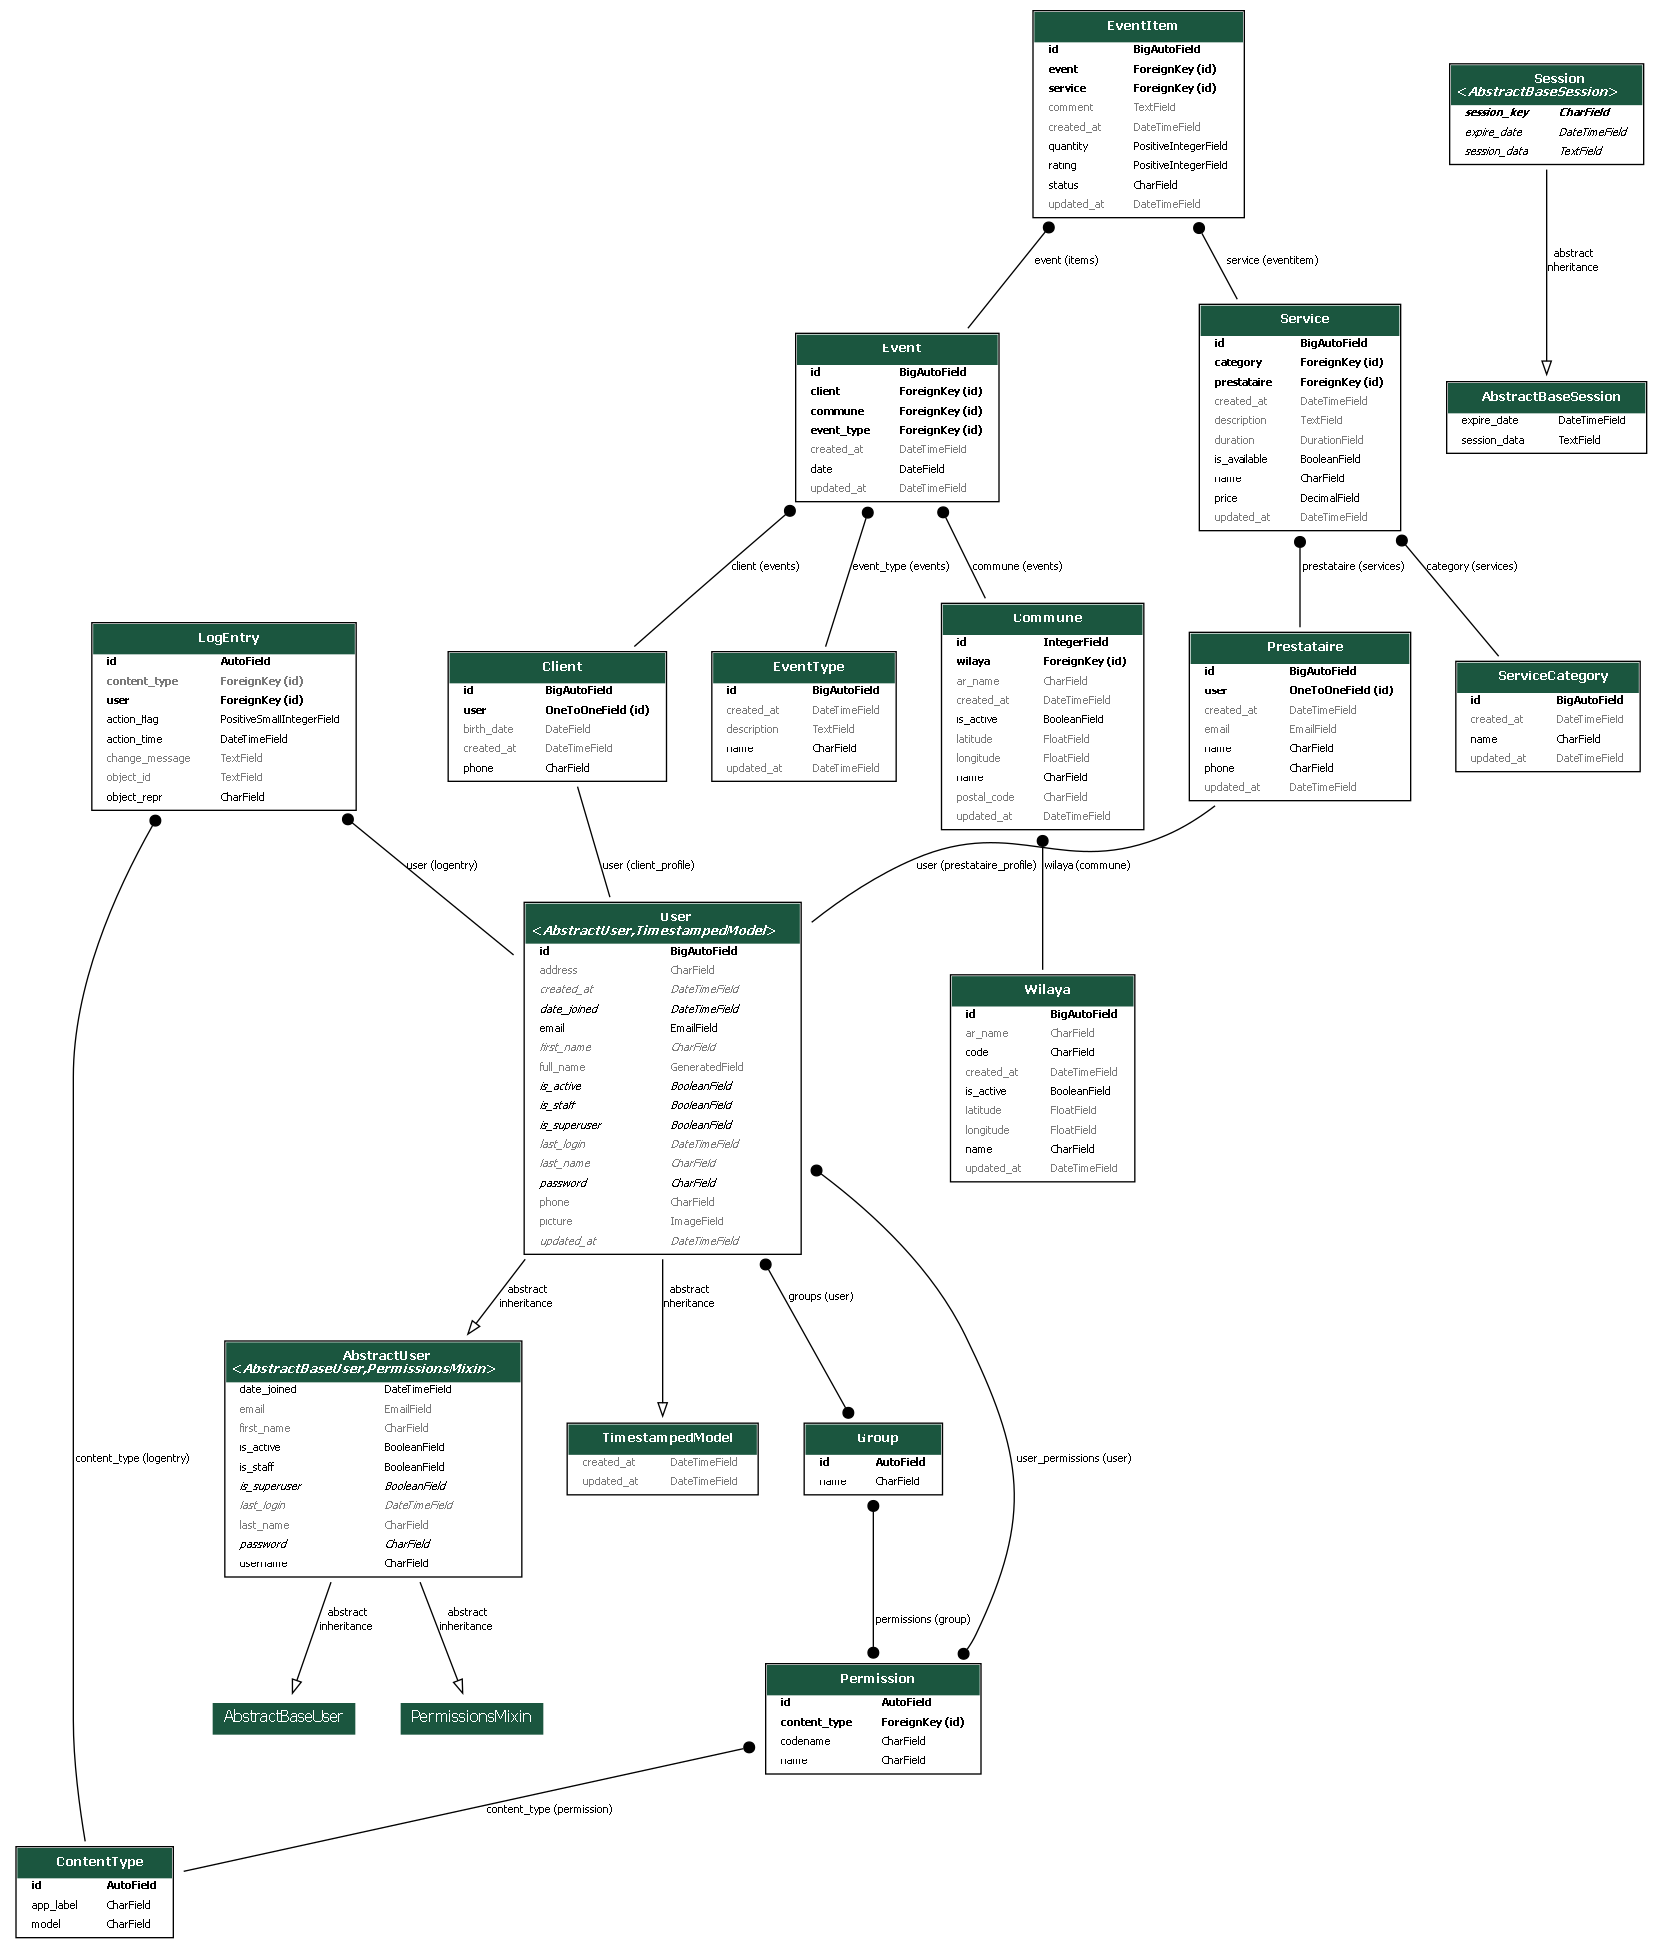 EventItem
id BigAutoField
event ForeignKey (id)
service ForeignKey (id)
comment TextField
created_at DateTimeField
quantity PositiveIntegerField
rating PositiveIntegerField
status CharField
updated_at DateTimeField
Session
<AbstractBaseSession>
session_key CharField
expire_date DateTimeField
session_data TextField
event (items)
service (eventitem)
abstract
inheritance
Event
id BigAutoField
client ForeignKey (id)
commune ForeignKey (id)
event_type ForeignKey (id)
created_at DateTimeField
date DateField
updated_at DateTimeField
Service
id BigAutoField
category ForeignKey (id)
prestataire ForeignKey (id)
created_at DateTimeField
description TextField
duration DurationField
is_available BooleanField
name CharField
price DecimalField
updated_at DateTimeField
AbstractBaseSession
expire_date DateTimeField
session_data TextField
client (events)
event_type (events)
commune (events)
prestataire (services)
category (services)
LogEntry
id AutoField
content_type ForeignKey (id)
user ForeignKey (id)
action_flag PositiveSmallIntegerField
action_time DateTimeField
change_message TextField
object_id TextField
object_repr CharField
Client
id BigAutoField
user OneToOneField (id)
birth_date DateField
created_at DateTimeField
phone CharField
EventType
id BigAutoField
created_at DateTimeField
description TextField
name CharField
updated_at DateTimeField
Commune
id IntegerField
wilaya ForeignKey (id)
ar_name CharField
created_at DateTimeField
is_active BooleanField
latitude FloatField
longitude FloatField
name CharField
postal_code CharField
updated_at DateTimeField
Prestataire
id BigAutoField
user OneToOneField (id)
created_at DateTimeField
email EmailField
name CharField
phone CharField
updated_at DateTimeField
ServiceCategory
id BigAutoField
created_at DateTimeField
name CharField
updated_at DateTimeField
user (logentry)
user (client_profile)
user (prestataire_profile)
wilaya (commune)
User
<AbstractUser,TimestampedModel>
id BigAutoField
address CharField
created_at DateTimeField
date_joined DateTimeField
email EmailField
first_name CharField
full_name GeneratedField
is_active BooleanField
is_staff BooleanField
is_superuser BooleanField
last_login DateTimeField
last_name CharField
password CharField
phone CharField
picture ImageField
updated_at DateTimeField
Wilaya
id BigAutoField
ar_name CharField
code CharField
created_at DateTimeField
is_active BooleanField
latitude FloatField
longitude FloatField
name CharField
updated_at DateTimeField
abstract
inheritance
abstract
inheritance
groups (user)
AbstractUser
<AbstractBaseUser,PermissionsMixin>
date_joined DateTimeField
email EmailField
first_name CharField
is_active BooleanField
is_staff BooleanField
is_superuser BooleanField
last_login DateTimeField
last_name CharField
password CharField
username CharField
TimestampedModel
created_at DateTimeField
updated_at DateTimeField
Group
id AutoField
name CharField
content_type (logentry)
user_permissions (user)
abstract
inheritance
abstract
inheritance
permissions (group)
AbstractBaseUser
PermissionsMixin
Permission
id AutoField
content_type ForeignKey (id)
codename CharField
name CharField
content_type (permission)
ContentType
id AutoField
app_label CharField
model CharField